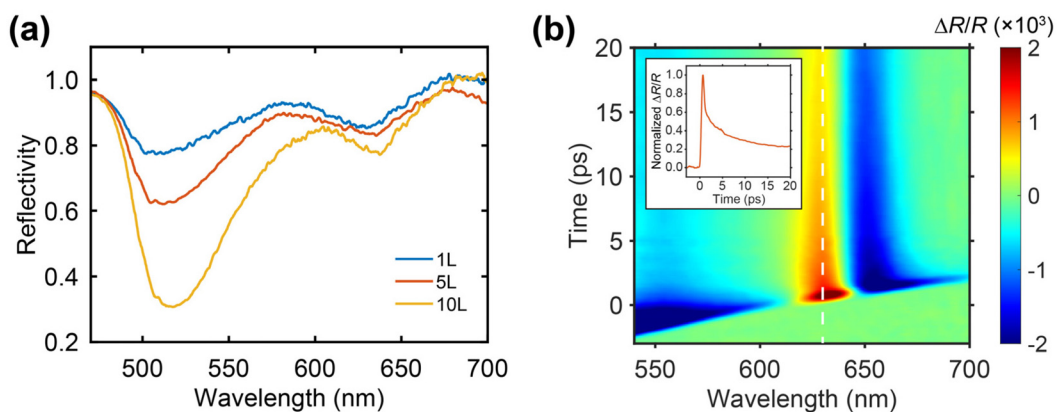 (a)
Reflectivity
1.0
0.8
0.6
0.4
0.2
1L
5L
10L
500 550 600 650 700
Wavelength (nm)
(b)
ΔR/R (×10³)
Time (ps)
20
15
10
5
0
Normalized ΔR/R
1.0
0.8
0.6
0.4
0.2
0.0
0 5 10 15 20
Time (ps)
550 600 650 700
Wavelength (nm)
2
1
0
-1
-2